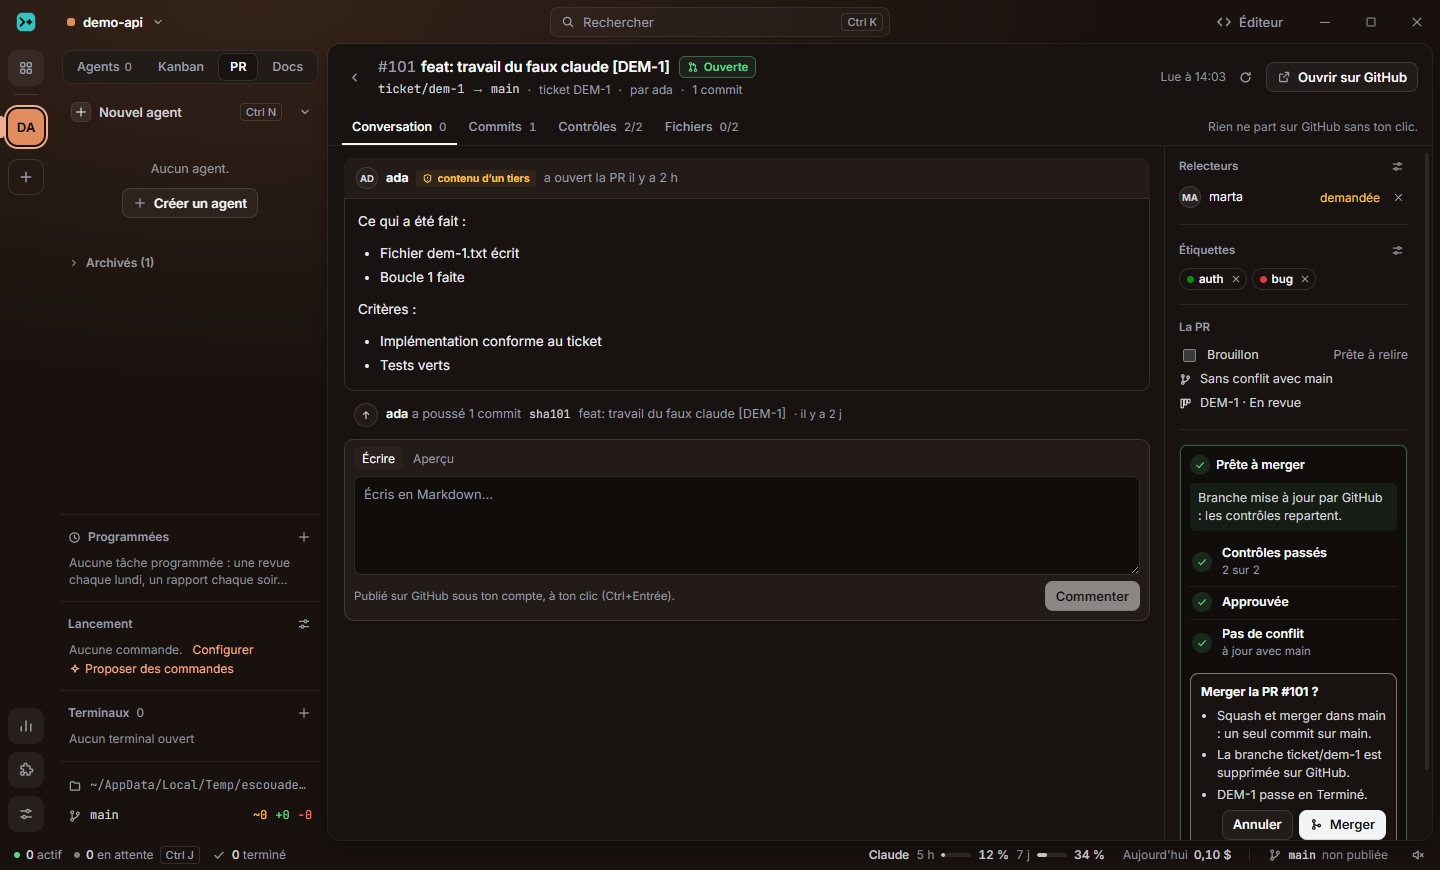 demo-api
Rechercher
Ctrl K
Éditeur
Agents 0
Kanban
PR
Docs
DA
Nouvel agent
Ctrl N
Aucun agent.
Créer un agent
Archivés (1)
Programmées
Aucune tâche programmée : une revue
chaque lundi, un rapport chaque soir...
Lancement
Aucune commande. Configurer
Proposer des commandes
Terminaux 0
Aucun terminal ouvert
~/AppData/Local/Temp/escouade…
main ~0 +0 -0
#101 feat: travail du faux claude [DEM-1]
Ouverte
ticket/dem-1 → main · ticket DEM-1 · par ada · 1 commit
Lue à 14:03
Ouvrir sur GitHub
Conversation 0
Commits 1
Contrôles 2/2
Fichiers 0/2
Rien ne part sur GitHub sans ton clic.
AD
ada
contenu d'un tiers
a ouvert la PR il y a 2 h
Ce qui a été fait :
• Fichier dem-1.txt écrit
• Boucle 1 faite
Critères :
• Implémentation conforme au ticket
• Tests verts
ada a poussé 1 commit sha101 feat: travail du faux claude [DEM-1] · il y a 2 j
Écrire
Aperçu
Écris en Markdown...
Publié sur GitHub sous ton compte, à ton clic (Ctrl+Entrée).
Commenter
Relecteurs
MA
marta
demandée
Étiquettes
auth
bug
La PR
Brouillon
Prête à relire
Sans conflit avec main
DEM-1 · En revue
Prête à merger
Branche mise à jour par GitHub
: les contrôles repartent.
Contrôles passés
2 sur 2
Approuvée
Pas de conflit
à jour avec main
Merger la PR #101 ?
• Squash et merger dans main
: un seul commit sur main.
• La branche ticket/dem-1 est
supprimée sur GitHub.
• DEM-1 passe en Terminé.
Annuler
Merger
0 actif
0 en attente
Ctrl J
0 terminé
Claude 5 h 12 % 7 j 34 %
Aujourd'hui 0,10 $
main non publiée